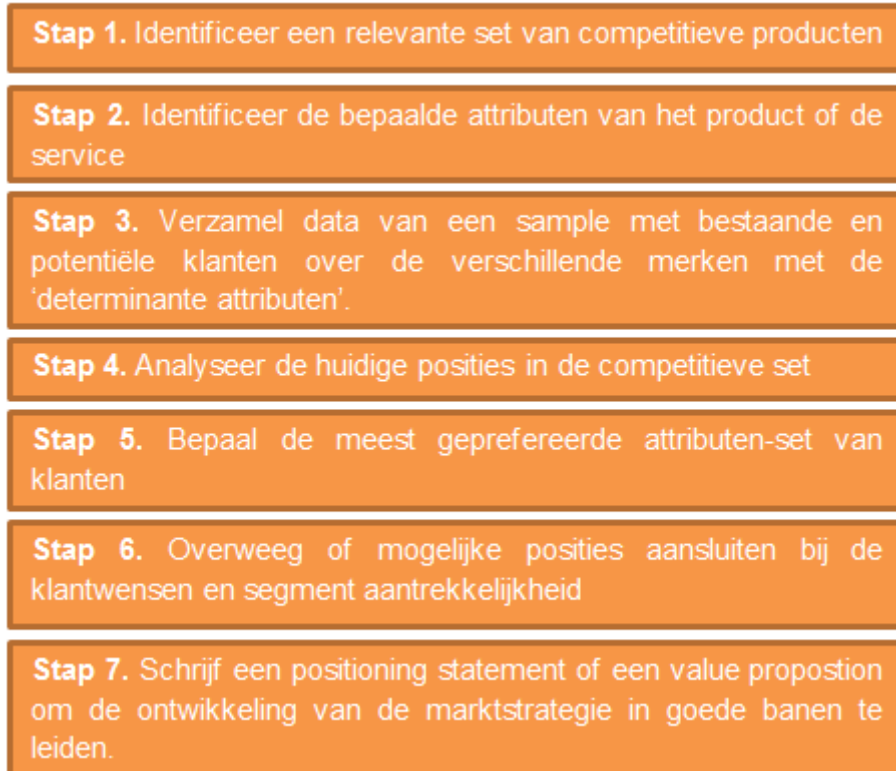 Stap 1. Identificeer een relevante set van competitieve producten
Stap 2. Identificeer de bepaalde attributen van het product of de
service
Stap 3. Verzamel data van een sample met bestaande en
potentiële klanten over de verschillende merken met de
‘determinante attributen’.
Stap 4. Analyseer de huidige posities in de competitieve set
Stap 5. Bepaal de meest geprefereerde attributen-set van
klanten
Stap 6. Overweeg of mogelijke posities aansluiten bij de
klantwensen en segment aantrekkelijkheid
Stap 7. Schrijf een positioning statement of een value propostion
om de ontwikkeling van de marktstrategie in goede banen te
leiden.